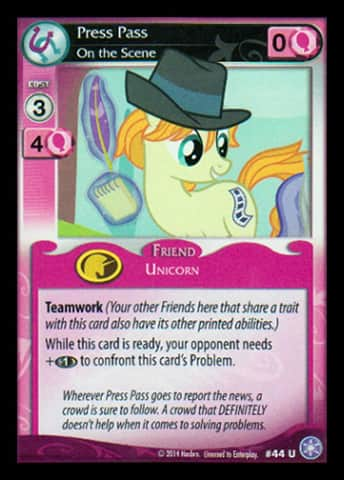 Press Pass
On the Scene
0
COST
3
4
FRIEND
UNICORN
Teamwork (Your other Friends here that share a trait
with this card also have its other printed abilities.)
While this card is ready, your opponent needs
+1 to confront this card's Problem.
Wherever Press Pass goes to report the news, a
crowd is sure to follow. A crowd that DEFINITELY
doesn't help when it comes to solving problems.
© 2014 Hasbro. Licensed to Enterplay. #44 U